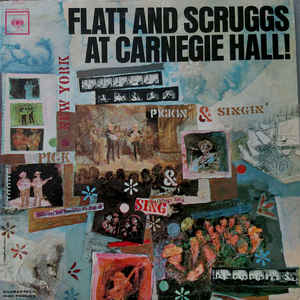 FLATT AND SCRUGGS
AT CARNEGIE HALL!
NEW YORK
PICKIN' & SINGIN'
PICK
&
SING